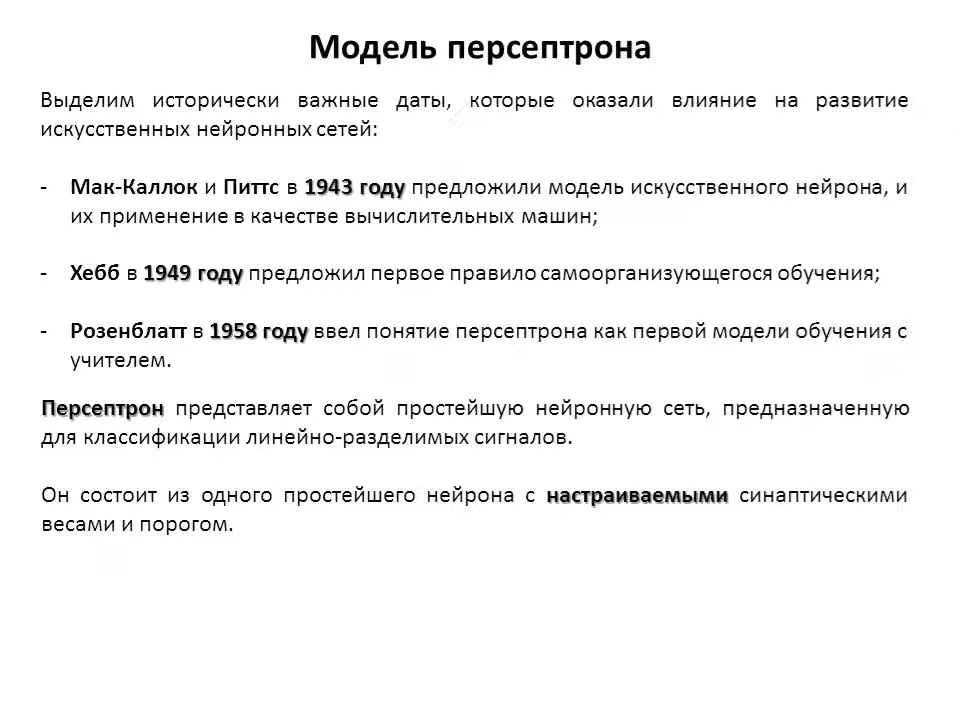 Модель персептрона
Выделим исторически важные даты, которые оказали влияние на развитие
искусственных нейронных сетей:
- Мак-Каллок и Питтс в 1943 году предложили модель искусственного нейрона, и
их применение в качестве вычислительных машин;
- Хебб в 1949 году предложил первое правило самоорганизующегося обучения;
- Розенблатт в 1958 году ввел понятие персептрона как первой модели обучения с
учителем.
Персептрон представляет собой простейшую нейронную сеть, предназначенную
для классификации линейно-разделимых сигналов.
Он состоит из одного простейшего нейрона с настраиваемыми синаптическими
весами и порогом.